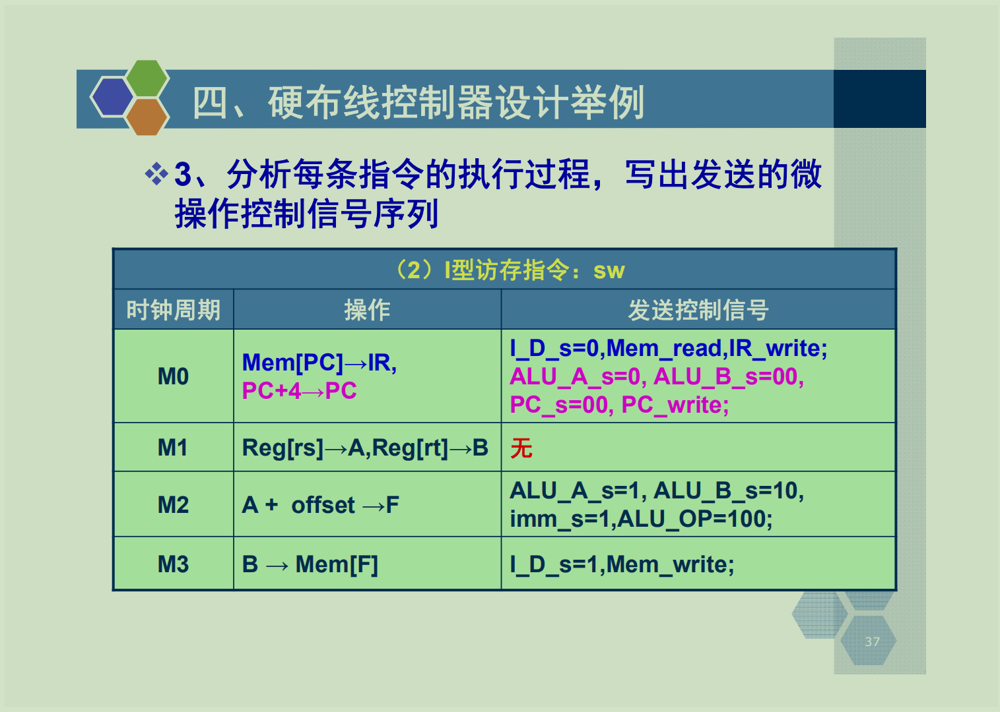 四、硬布线控制器设计举例
3、分析每条指令的执行过程，写出发送的微
操作控制信号序列
（2）I型访存指令：sw
时钟周期 操作 发送控制信号
M0
Mem[PC]→IR,
PC+4→PC
I_D_s=0,Mem_read,IR_write;
ALU_A_s=0, ALU_B_s=00,
PC_s=00, PC_write;
M1 Reg[rs]→A,Reg[rt]→B 无
M2 A + offset →F
ALU_A_s=1, ALU_B_s=10,
imm_s=1,ALU_OP=100;
M3 B → Mem[F] I_D_s=1,Mem_write;
37